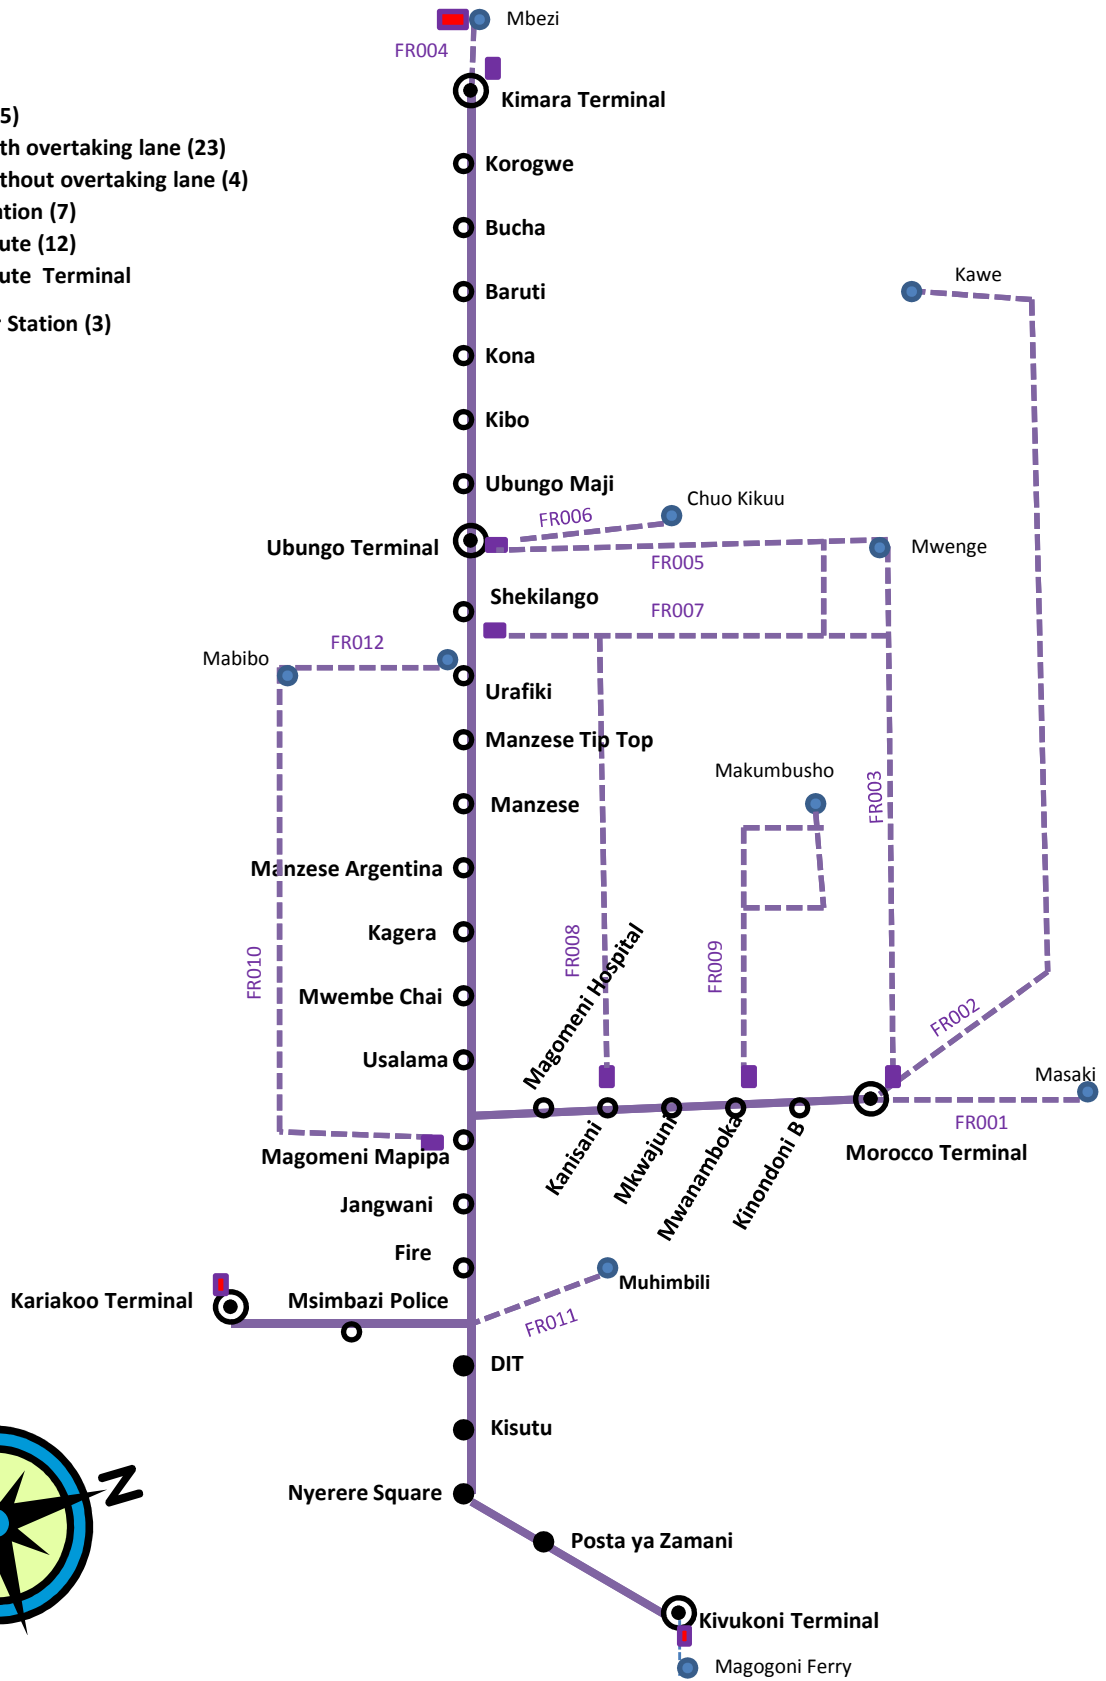 Mbezi
FR004
Kimara Terminal
5)
th overtaking lane (23)
thout overtaking lane (4)
ation (7)
ute (12)
ute Terminal
r Station (3)
Korogwe
Bucha
Baruti
Kawe
Kona
Kibo
Ubungo Maji
Chuo Kikuu
FR006
Ubungo Terminal
Mwenge
FR005
Shekilango
FR007
FR012
Mabibo
Urafiki
Manzese Tip Top
Makumbusho
FR003
Manzese
Manzese Argentina
Kagera
FR008
FR009
FR010
Magomeni Hospital
Mwembe Chai
FR002
Usalama
Masaki
FR001
Magomeni Mapipa
Kanisani
Mkwajuni
Mwanamboka
Kinondoni B
Morocco Terminal
Jangwani
Fire
Muhimbili
Kariakoo Terminal
Msimbazi Police
FR011
DIT
Kisutu
N
Nyerere Square
Posta ya Zamani
Kivukoni Terminal
Magogoni Ferry